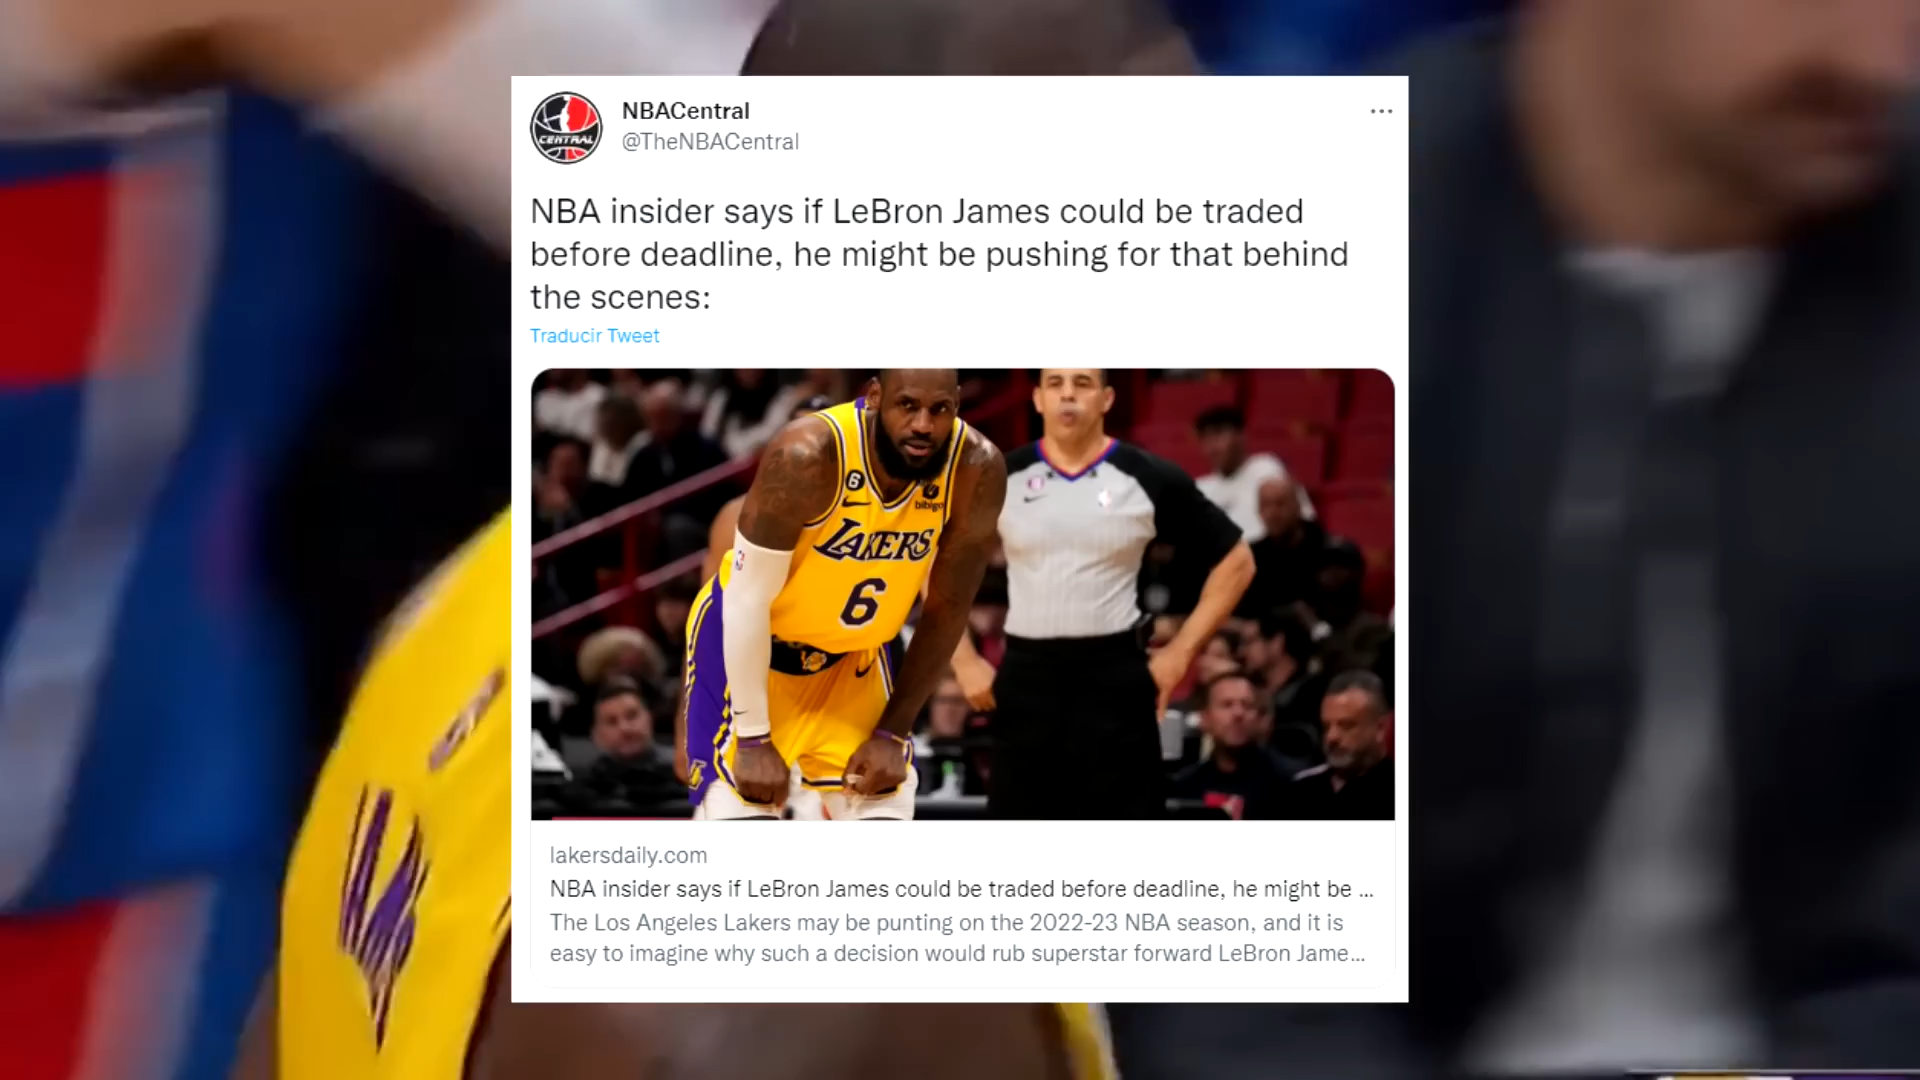 NBACentral
@TheNBACentral
CENTRAL
NBA insider says if LeBron James could be traded
before deadline, he might be pushing for that behind
the scenes:
Traducir Tweet
6
bibigo
LAKERS
6
lakersdaily.com
NBA insider says if LeBron James could be traded before deadline, he might be ...
The Los Angeles Lakers may be punting on the 2022-23 NBA season, and it is
easy to imagine why such a decision would rub superstar forward LeBron Jame...